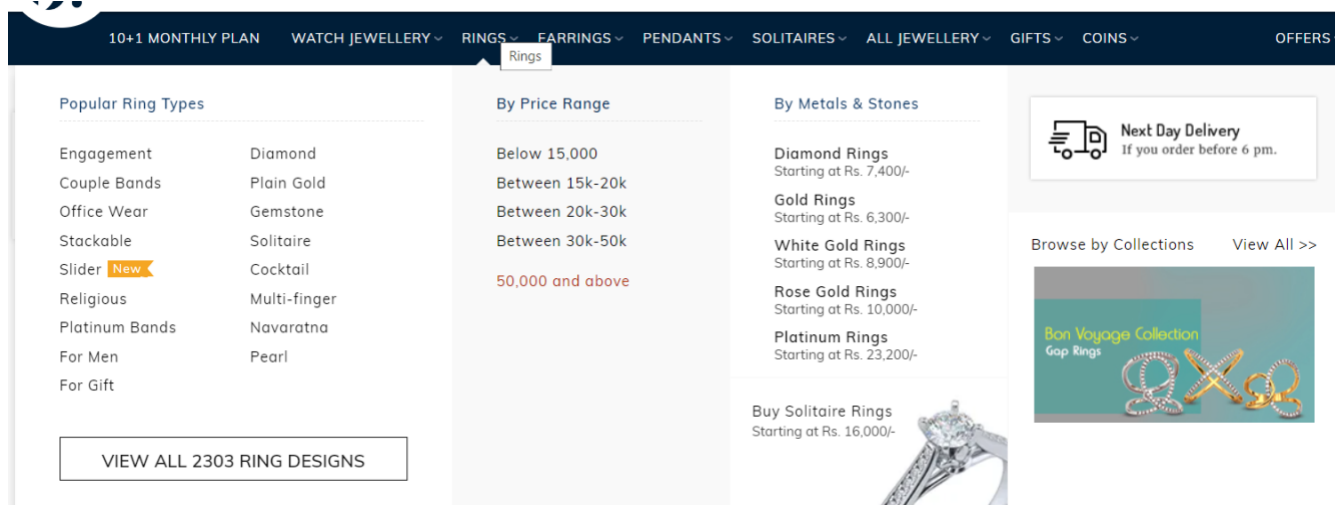 10+1 MONTHLY PLAN WATCH JEWELLERY RINGS EARRINGS PENDANTS SOLITAIRES ALL JEWELLERY GIFTS COINS OFFERS
Rings
Popular Ring Types
Engagement
Couple Bands
Office Wear
Stackable
Slider New
Religious
Platinum Bands
For Men
For Gift
Diamond
Plain Gold
Gemstone
Solitaire
Cocktail
Multi-finger
Navaratna
Pearl
VIEW ALL 2303 RING DESIGNS
By Price Range
Below 15,000
Between 15k-20k
Between 20k-30k
Between 30k-50k
50,000 and above
By Metals & Stones
Diamond Rings
Starting at Rs. 7,400/-
Gold Rings
Starting at Rs. 6,300/-
White Gold Rings
Starting at Rs. 8,900/-
Rose Gold Rings
Starting at Rs. 10,000/-
Platinum Rings
Starting at Rs. 23,200/-
Buy Solitaire Rings
Starting at Rs. 16,000/-
Next Day Delivery
If you order before 6 pm.
Browse by Collections View All >>
Bon Voyage Collection
Gap Rings